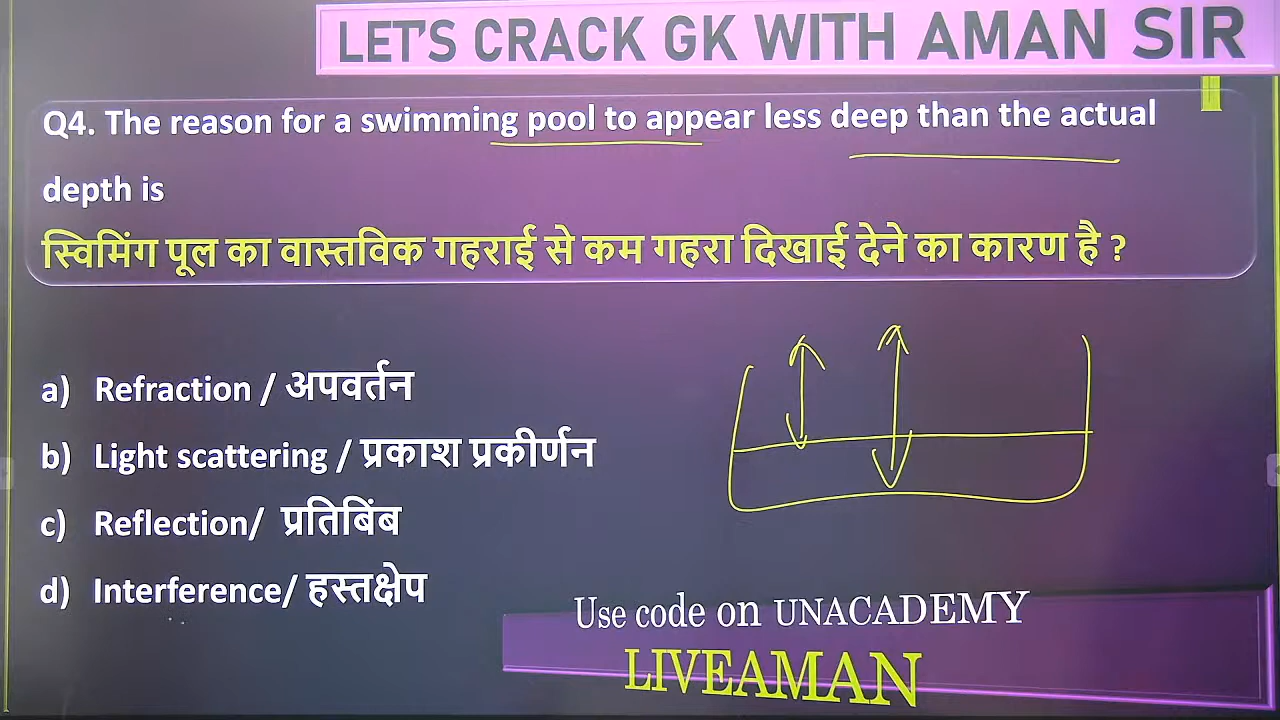 LET'S CRACK GK WITH AMAN SIR
Q4. The reason for a swimming pool to appear less deep than the actual
depth is
स्विमिंग पूल का वास्तविक गहराई से कम गहरा दिखाई देने का कारण है ?
a) Refraction / अपवर्तन
b) Light scattering / प्रकाश प्रकीर्णन
c) Reflection/ प्रतिबिंब
d) Interference/ हस्तक्षेप
Use code on UNACADEMY
LIVEAMAN